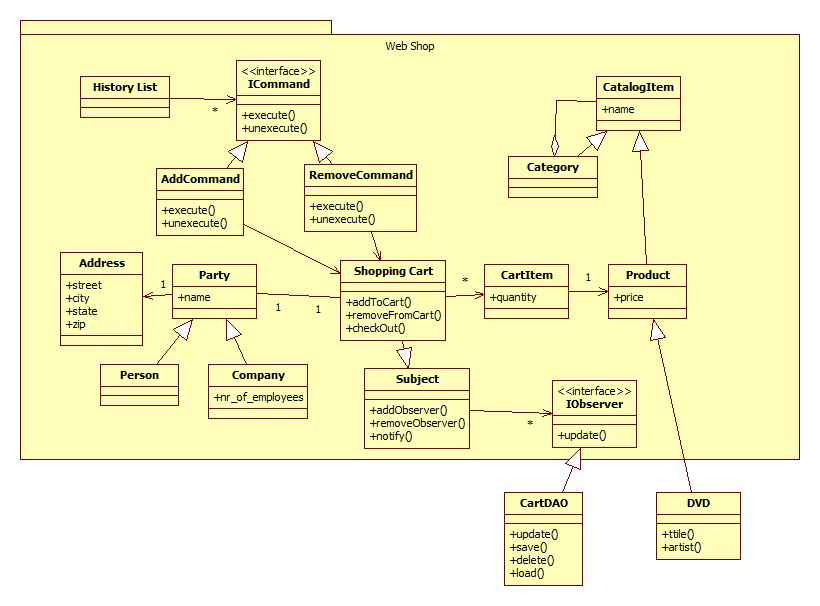 Web Shop
History List
*
<<interface>>
ICommand
+execute()
+unexecute()
CatalogItem
+name
Category
AddCommand
+execute()
+unexecute()
RemoveCommand
+execute()
+unexecute()
Address
+street
+city
+state
+zip
1
Party
+name
1
1
Shopping Cart
+addToCart()
+removeFromCart()
+checkOut()
*
CartItem
+quantity
1
Product
+price
Person
Company
+nr_of_employees
Subject
+addObserver()
+removeObserver()
+notify()
*
<<interface>>
IObserver
+update()
CartDAO
+update()
+save()
+delete()
+load()
DVD
+ttile()
+artist()